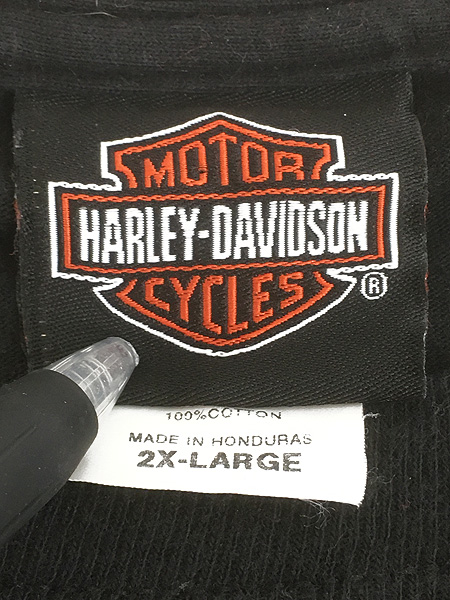 MOTOR
HARLEY-DAVIDSON
CYCLES
®
100%COTTON
MADE IN HONDURAS
2X-LARGE